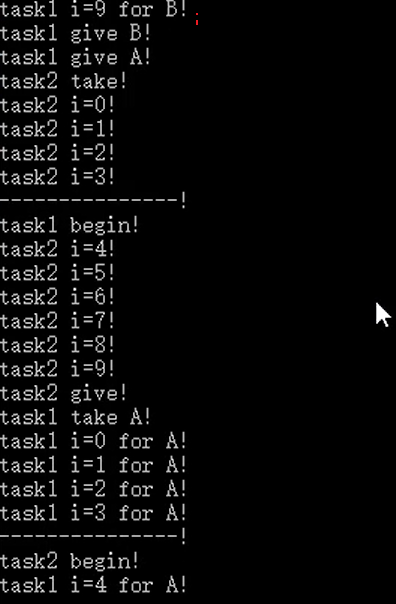 task1 i=9 for B!
task1 give B!
task1 give A!
task2 take!
task2 i=0!
task2 i=1!
task2 i=2!
task2 i=3!
---------------!
task1 begin!
task2 i=4!
task2 i=5!
task2 i=6!
task2 i=7!
task2 i=8!
task2 i=9!
task2 give!
task1 take A!
task1 i=0 for A!
task1 i=1 for A!
task1 i=2 for A!
task1 i=3 for A!
---------------!
task2 begin!
task1 i=4 for A!